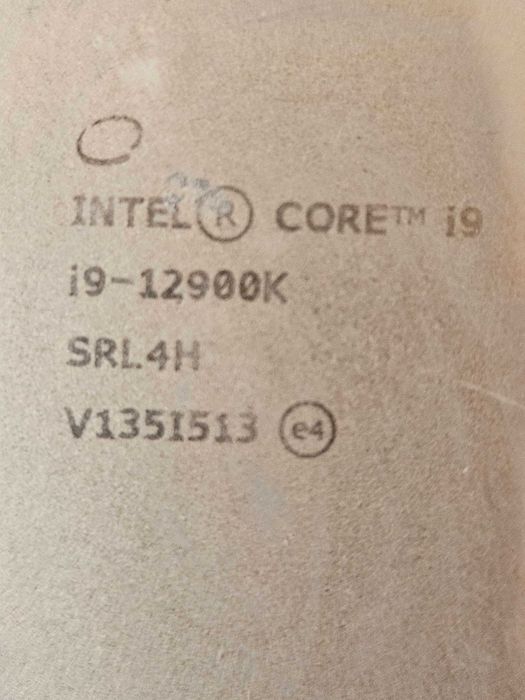 INTEL® CORE™ i9
i9-12900K
SRL4H
V135I513 e4